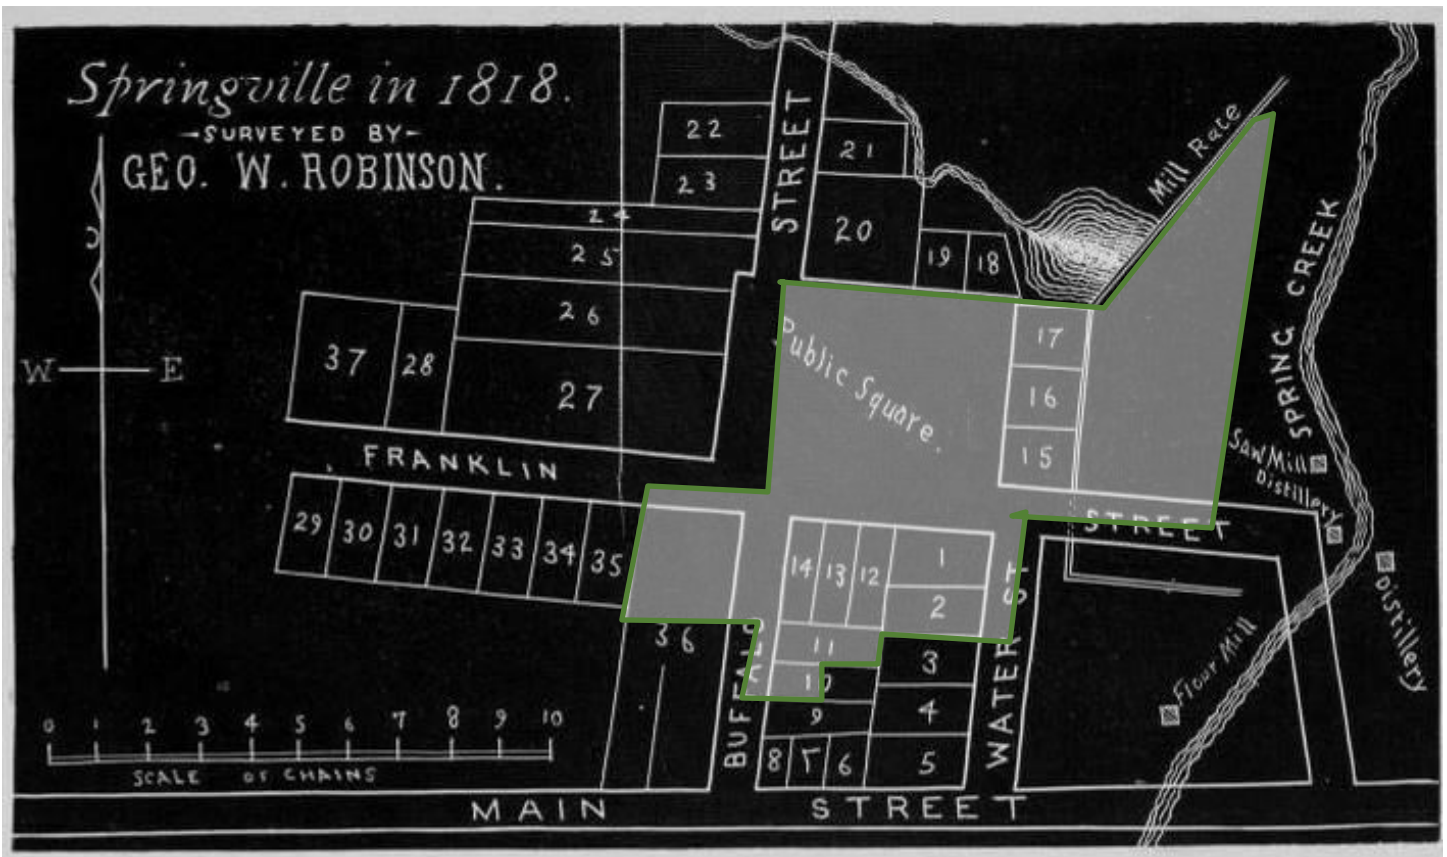 Springville in 1818.
-SURVEYED BY-
GEO. W. ROBINSON.
W E
22
23
24
25
26
27
37
28
STREET
21
20
19
18
Mill Race
SPRING CREEK
Public Square.
17
16
15
FRANKLIN
STREET
29
30
31
32
33
34
35
36
14
13
12
1
2
11
3
10
4
9
8
7
6
5
BUFFALO
WATER ST
Saw Mill
Distillery
Distillery
Flour Mill
0 1 2 3 4 5 6 7 8 9 10
SCALE OF CHAINS
MAIN STREET